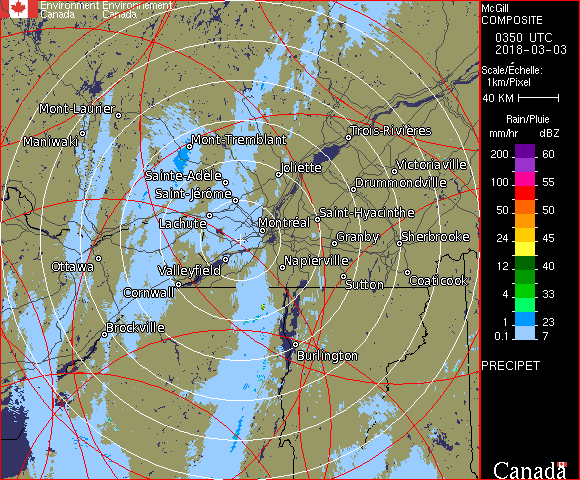 Environment Environnement
Canada Canada
McGill
COMPOSITE
0350 UTC
2018-03-03
Scale/Échelle:
1km/Pixel
40 KM
Rain/Pluie
mm/hr dBZ
200 60
100 55
50 50
24 45
12 40
4 33
1 23
0.1 7
PRECIPET
Canada
Mont-Laurier
Maniwaki
Mont-Tremblant
Trois-Rivières
Joliette
Victoriaville
Sainte-Adèle
Drummondville
Saint-Jérôme
Lachute
Montréal
Saint-Hyacinthe
Granby
Sherbrooke
Ottawa
Valleyfield
Napierville
Cornwall
Sutton
Coaticook
Brockville
Burlington